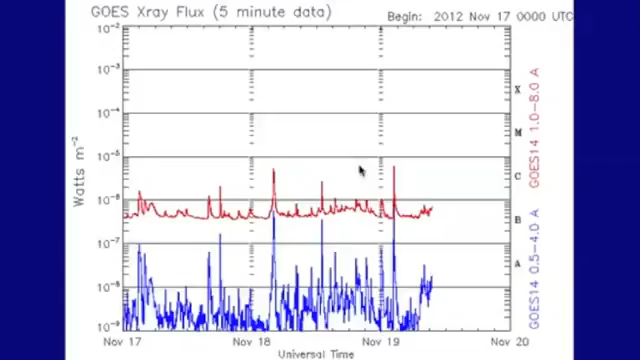 GOES Xray Flux (5 minute data)
Begin: 2012 Nov 17 0000 UTC
Watts m-2
10-2
10-3
10-4
10-5
10-6
10-7
10-8
10-9
X
M
C
B
A
GOES14 1.0-8.0 A
GOES14 0.5-4.0 A
Nov 17
Nov 18
Nov 19
Nov 20
Universal Time